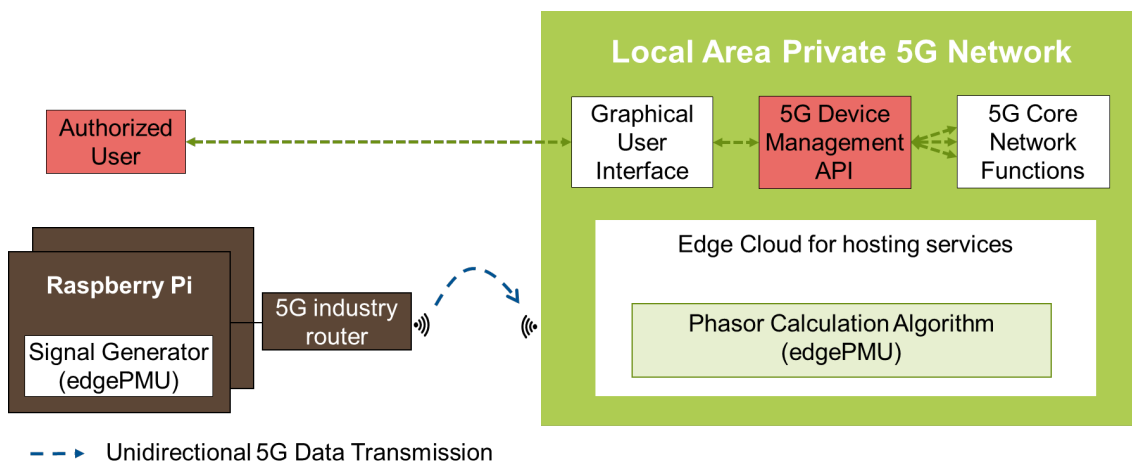 Local Area Private 5G Network
Authorized
User
Graphical
User
Interface
5G Device
Management
API
5G Core
Network
Functions
Edge Cloud for hosting services
Raspberry Pi
5G industry
router
Signal Generator
(edgePMU)
Phasor Calculation Algorithm
(edgePMU)
Unidirectional 5G Data Transmission